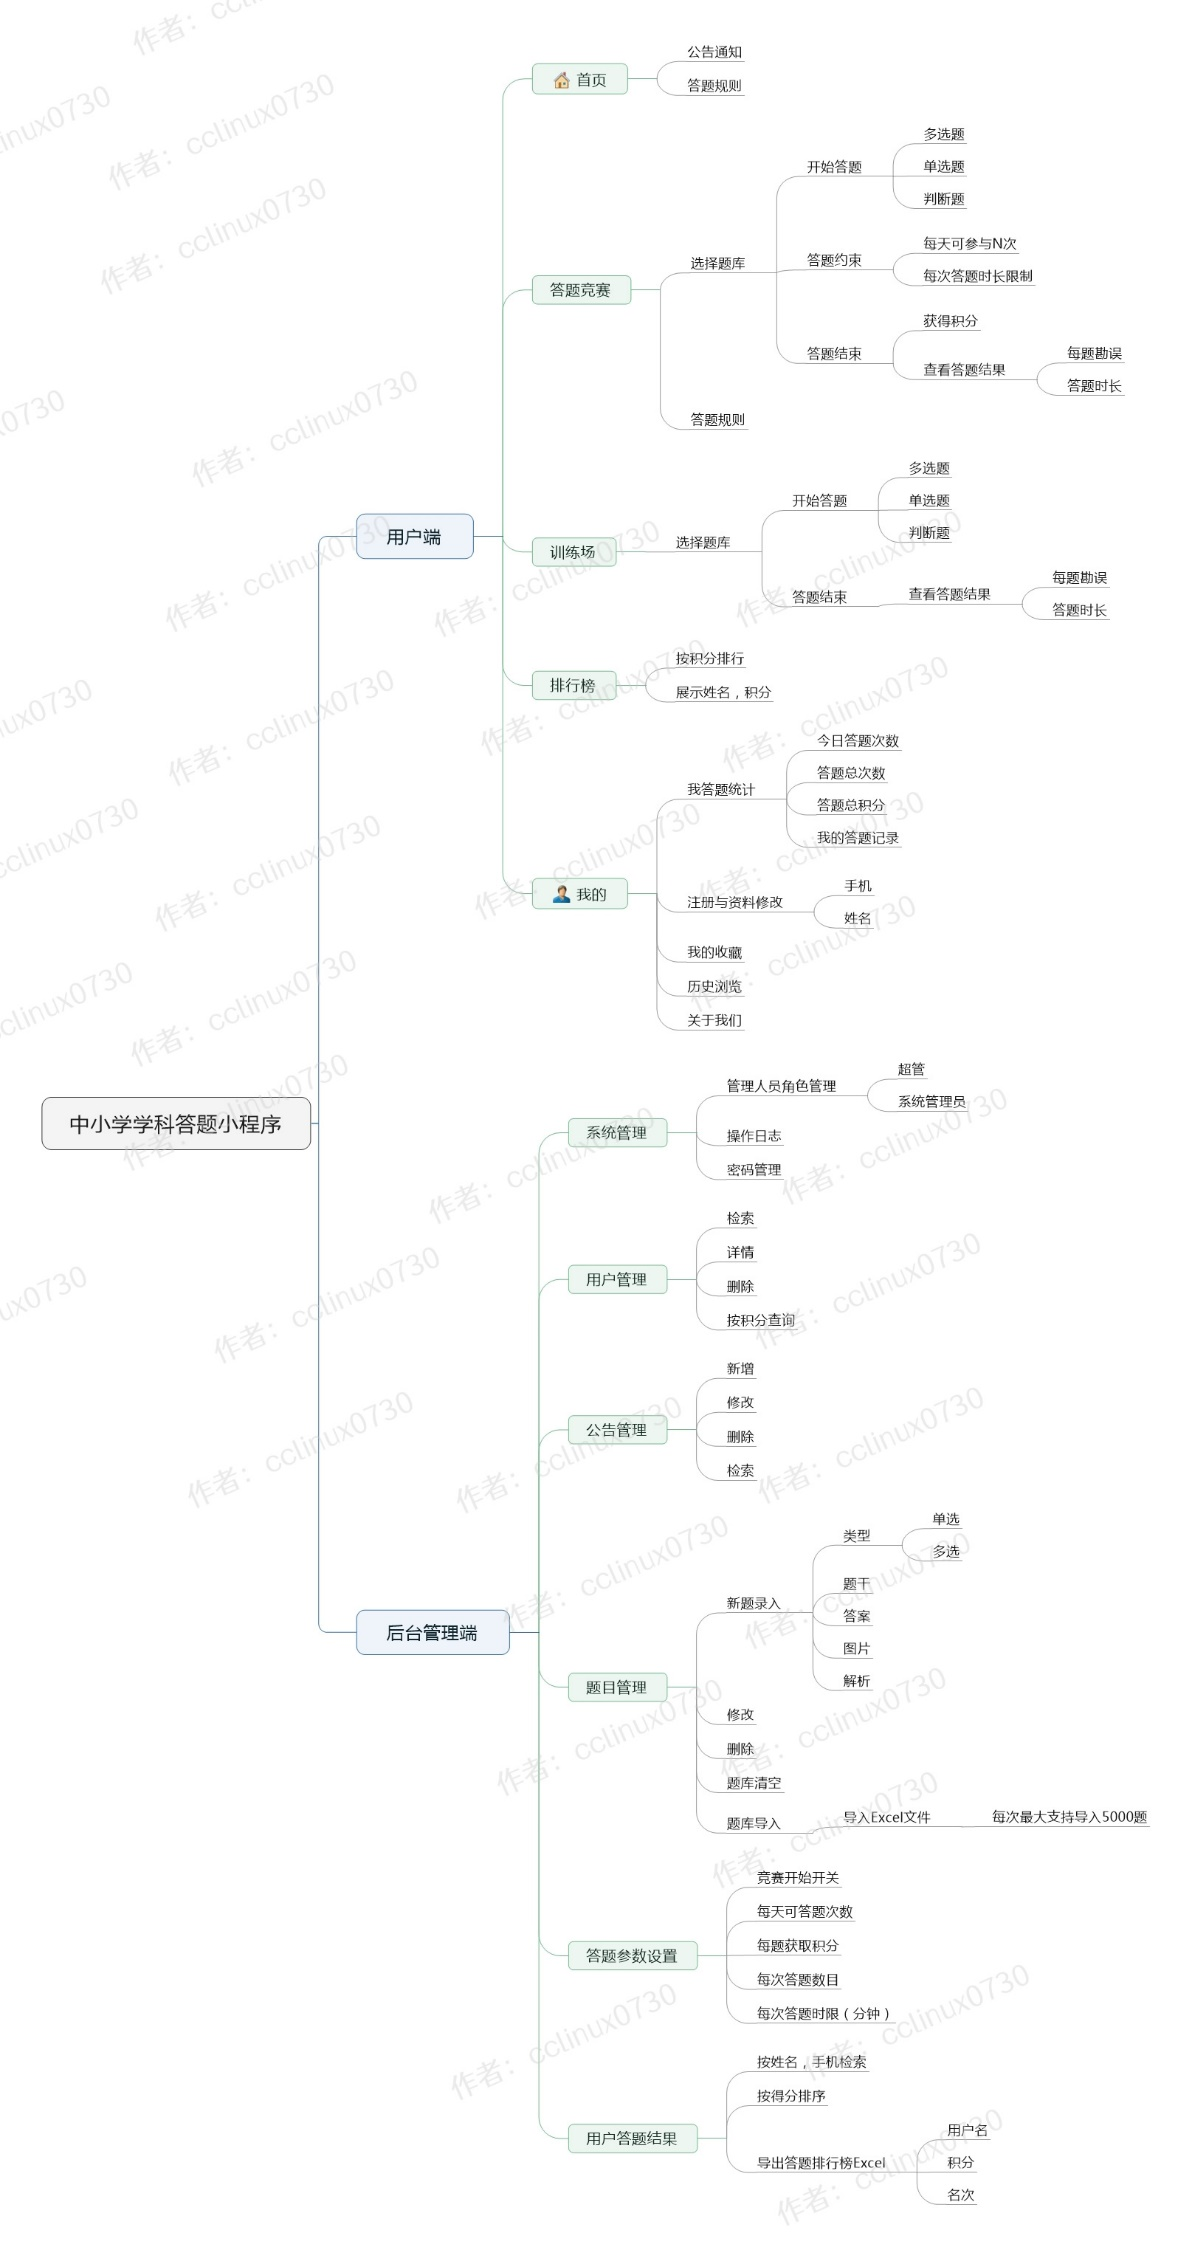 公告通知
首页
答题规则
多选题
开始答题
单选题
判断题
每天可参与N次
选择题库
答题约束
每次答题时长限制
答题竞赛
获得积分
答题结束
每题勘误
查看答题结果
答题时长
答题规则
多选题
开始答题
单选题
判断题
用户端
训练场
选择题库
每题勘误
答题结束
查看答题结果
答题时长
按积分排行
排行榜
展示姓名，积分
今日答题次数
答题总次数
我答题统计
答题总积分
我的答题记录
我的
手机
注册与资料修改
姓名
我的收藏
历史浏览
关于我们
中小学学科答题小程序
超管
管理人员角色管理
系统管理员
系统管理
操作日志
密码管理
检索
详情
用户管理
删除
按积分查询
新增
修改
公告管理
删除
检索
单选
类型
多选
题干
新题录入
答案
图片
解析
后台管理端
题目管理
修改
删除
题库清空
题库导入
导入Excel文件
每次最大支持导入5000题
竞赛开始开关
每天可答题次数
答题参数设置
每题获取积分
每次答题数目
每次答题时限（分钟）
按姓名，手机检索
按得分排序
用户答题结果
用户名
导出答题排行榜Excel
积分
名次
作者：cclinux0730